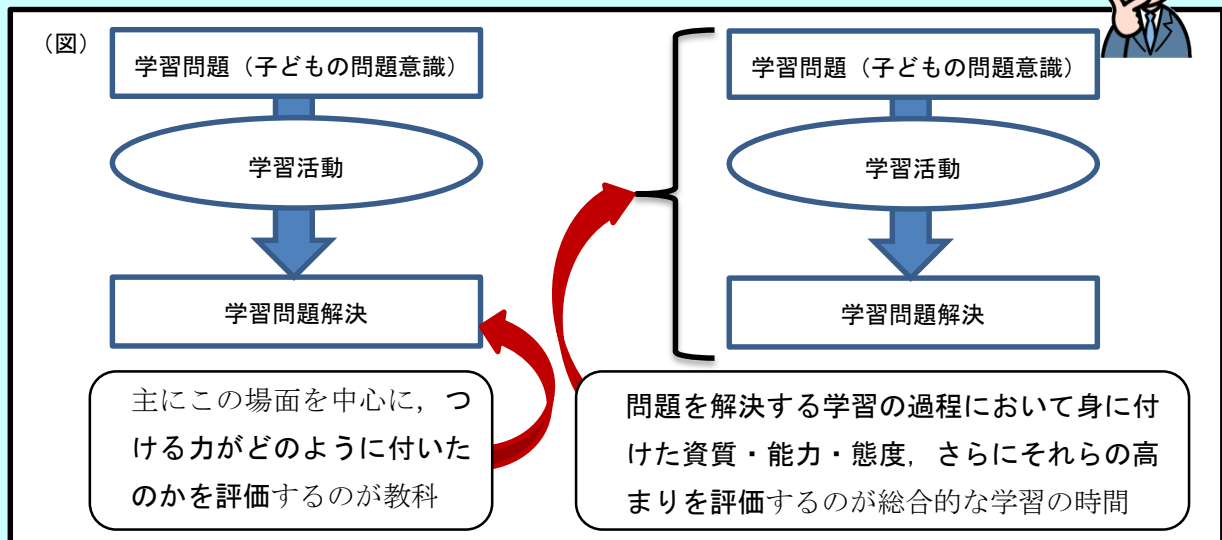 (図)
学習問題（子どもの問題意識）
学習活動
学習問題解決
主にこの場面を中心に，つ
ける力がどのように付いた
のかを評価するのが教科
学習問題（子どもの問題意識）
学習活動
学習問題解決
問題を解決する学習の過程において身に付
けた資質・能力・態度，さらにそれらの高
まりを評価するのが総合的な学習の時間